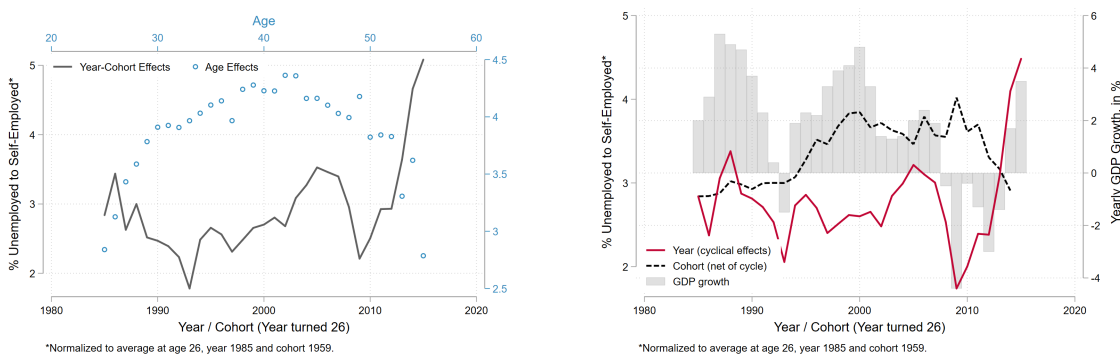 Age
20 30 40 50 60
% Unemployed to Self-Employed*
5
4
3
2
Year-Cohort Effects
Age Effects
4.5
4
3.5
3
2.5
1980 1990 2000 2010 2020
Year / Cohort (Year turned 26)
*Normalized to average at age 26, year 1985 and cohort 1959.
% Unemployed to Self-Employed*
5
4
3
2
Year (cyclical effects)
Cohort (net of cycle)
GDP growth
6
4
2
0
-2
-4
Yearly GDP Growth, in %
1980 1990 2000 2010 2020
Year / Cohort (Year turned 26)
*Normalized to average at age 26, year 1985 and cohort 1959.